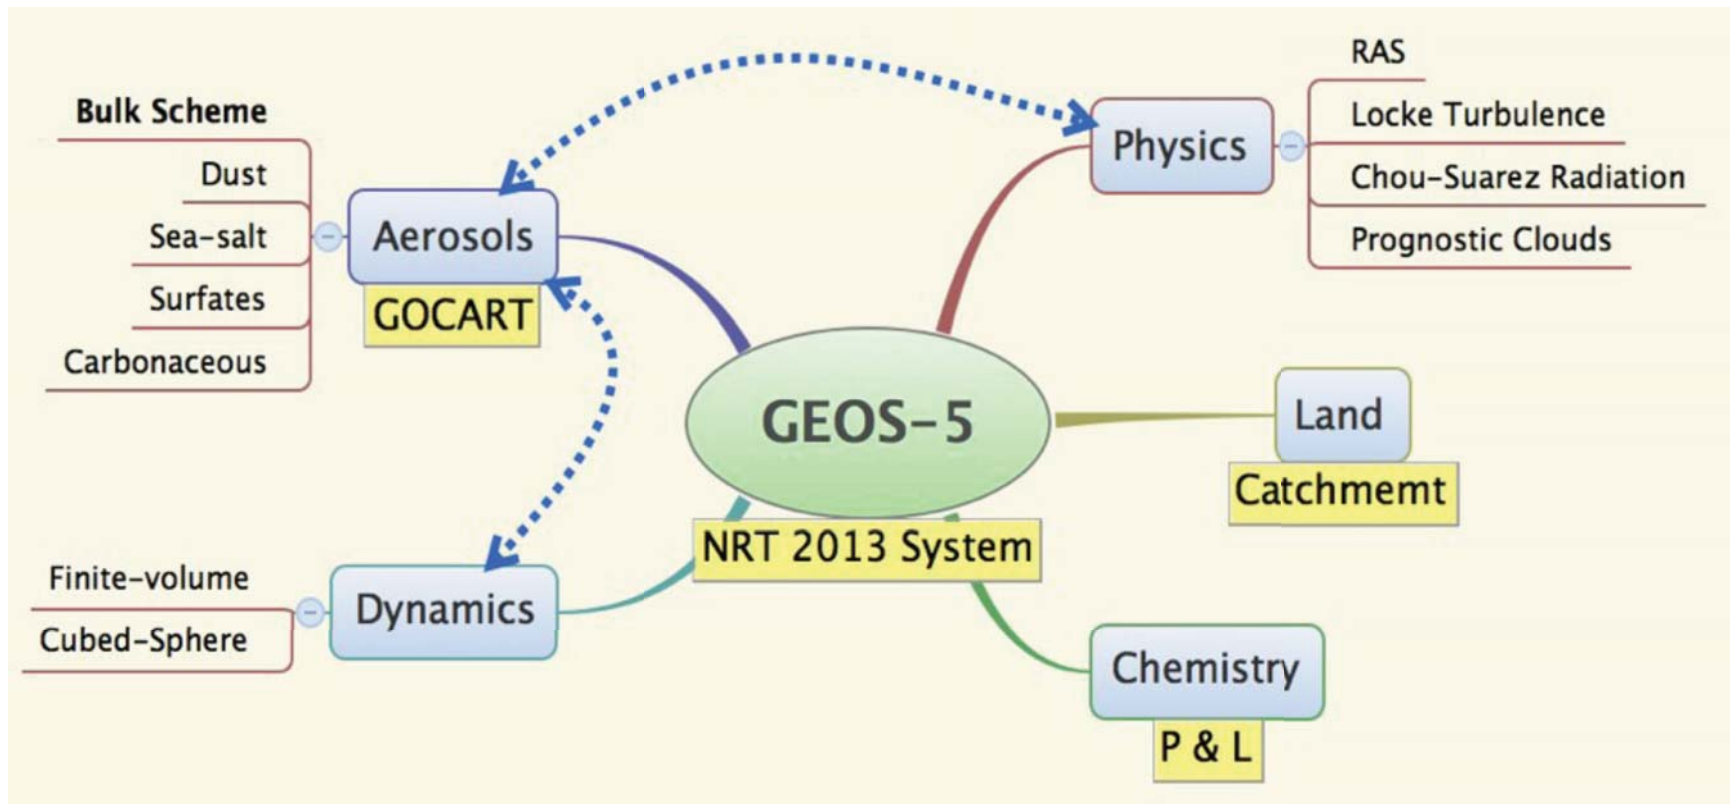 Bulk Scheme
Dust
Sea-salt
Surfates
Carbonaceous
Aerosols
GOCART
Physics
RAS
Locke Turbulence
Chou-Suarez Radiation
Prognostic Clouds
GEOS-5
NRT 2013 System
Land
Catchmemt
Finite-volume
Cubed-Sphere
Dynamics
Chemistry
P & L